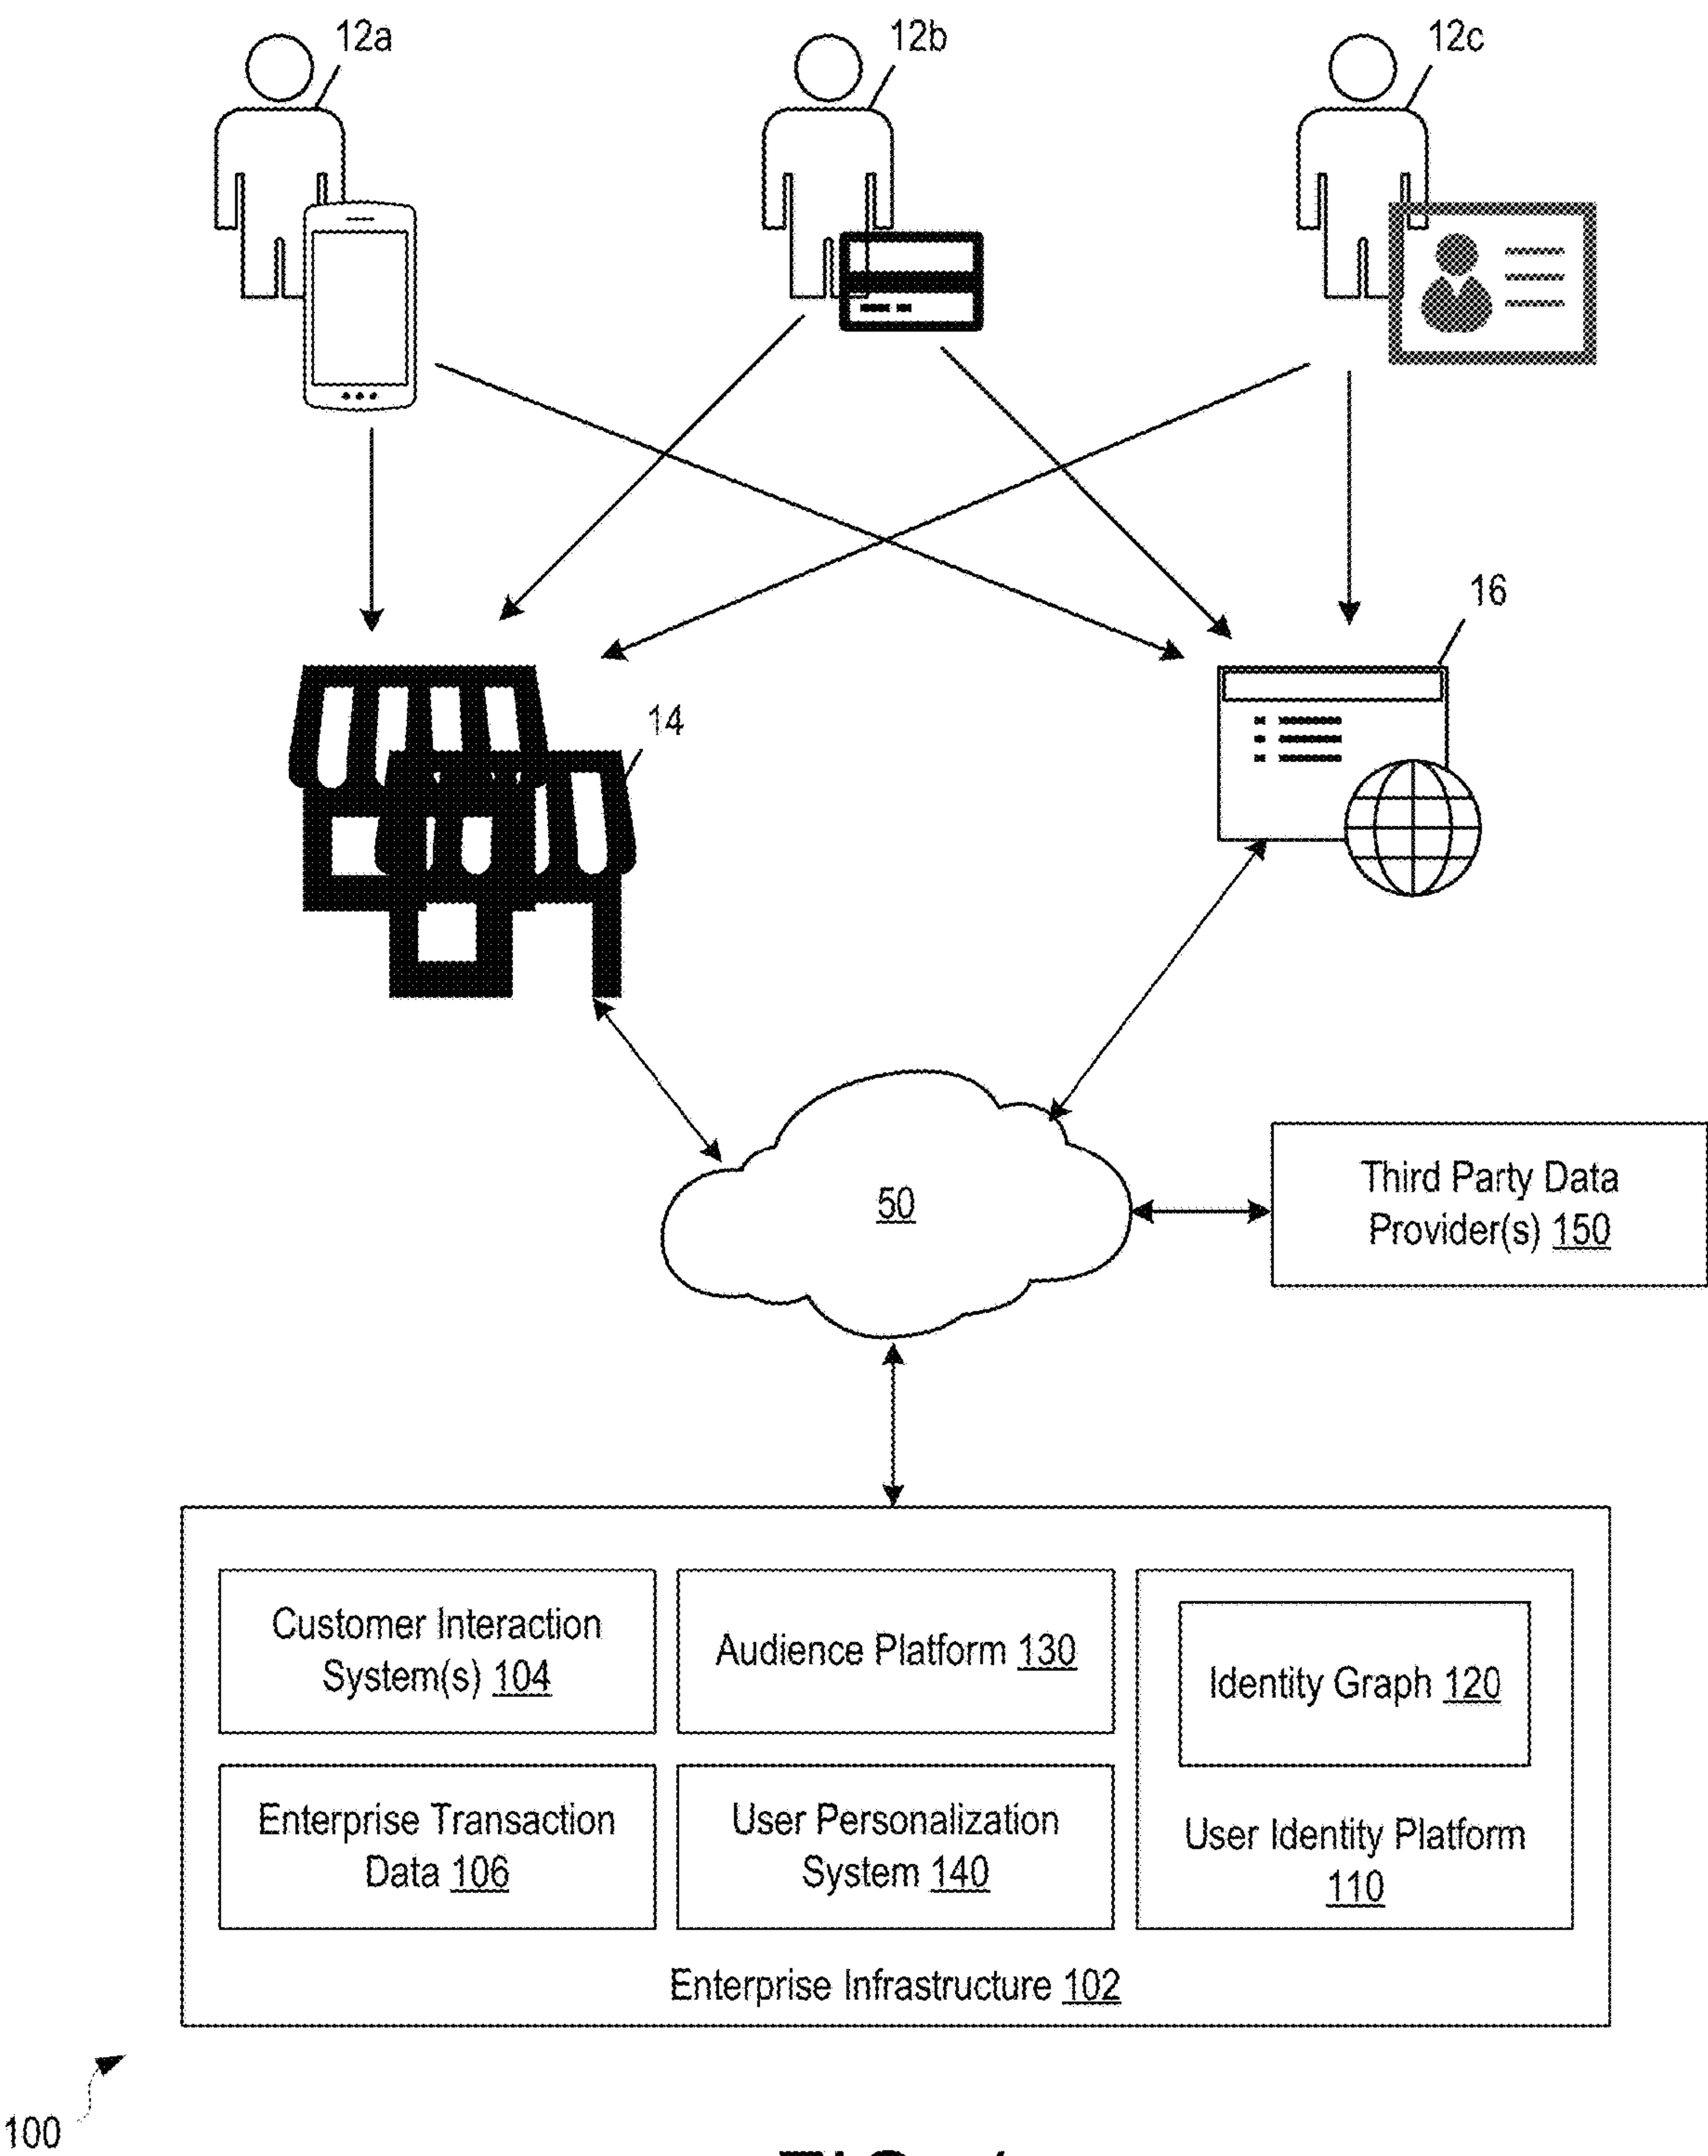 12a
12b
12c
16
14
50
Third Party Data
Provider(s) 150
Customer Interaction
System(s) 104
Audience Platform 130
Identity Graph 120
Enterprise Transaction
Data 106
User Personalization
System 140
User Identity Platform
110
Enterprise Infrastructure 102
100